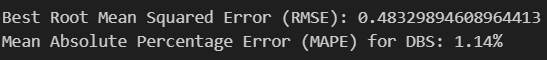 Best Root Mean Squared Error (RMSE): 0.48329894608964413
Mean Absolute Percentage Error (MAPE) for DBS: 1.14%